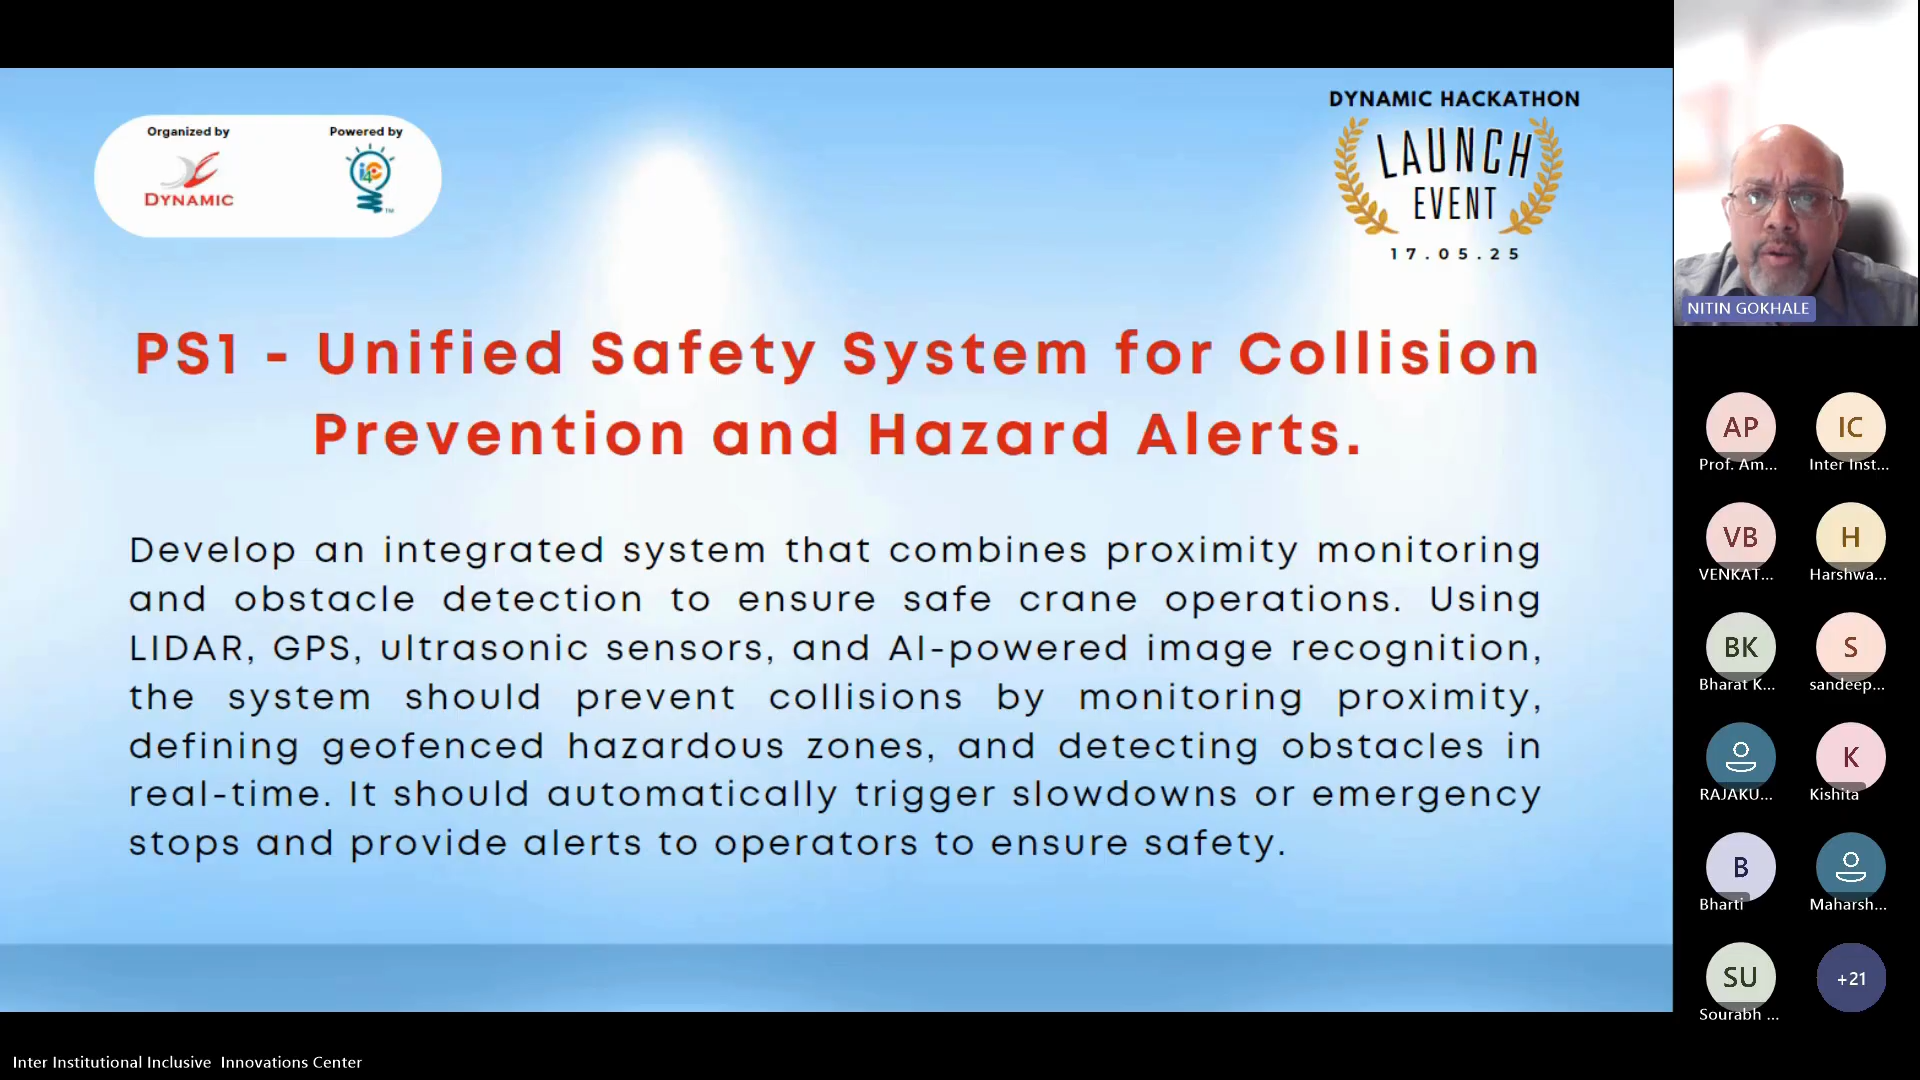 Organized by
DYNAMIC
Powered by
i4C
TM
DYNAMIC HACKATHON
LAUNCH
EVENT
17.05.25
PS1 - Unified Safety System for Collision
Prevention and Hazard Alerts.
Develop an integrated system that combines proximity monitoring
and obstacle detection to ensure safe crane operations. Using
LIDAR, GPS, ultrasonic sensors, and AI-powered image recognition,
the system should prevent collisions by monitoring proximity,
defining geofenced hazardous zones, and detecting obstacles in
real-time. It should automatically trigger slowdowns or emergency
stops and provide alerts to operators to ensure safety.
NITIN GOKHALE
AP
Prof. Am...
IC
Inter Inst...
VB
VENKAT...
H
Harshwa...
BK
Bharat K...
S
sandeep...
RAJAKU...
K
Kishita
B
Bharti
Maharsh...
SU
Sourabh ...
+21
Inter Institutional Inclusive Innovations Center